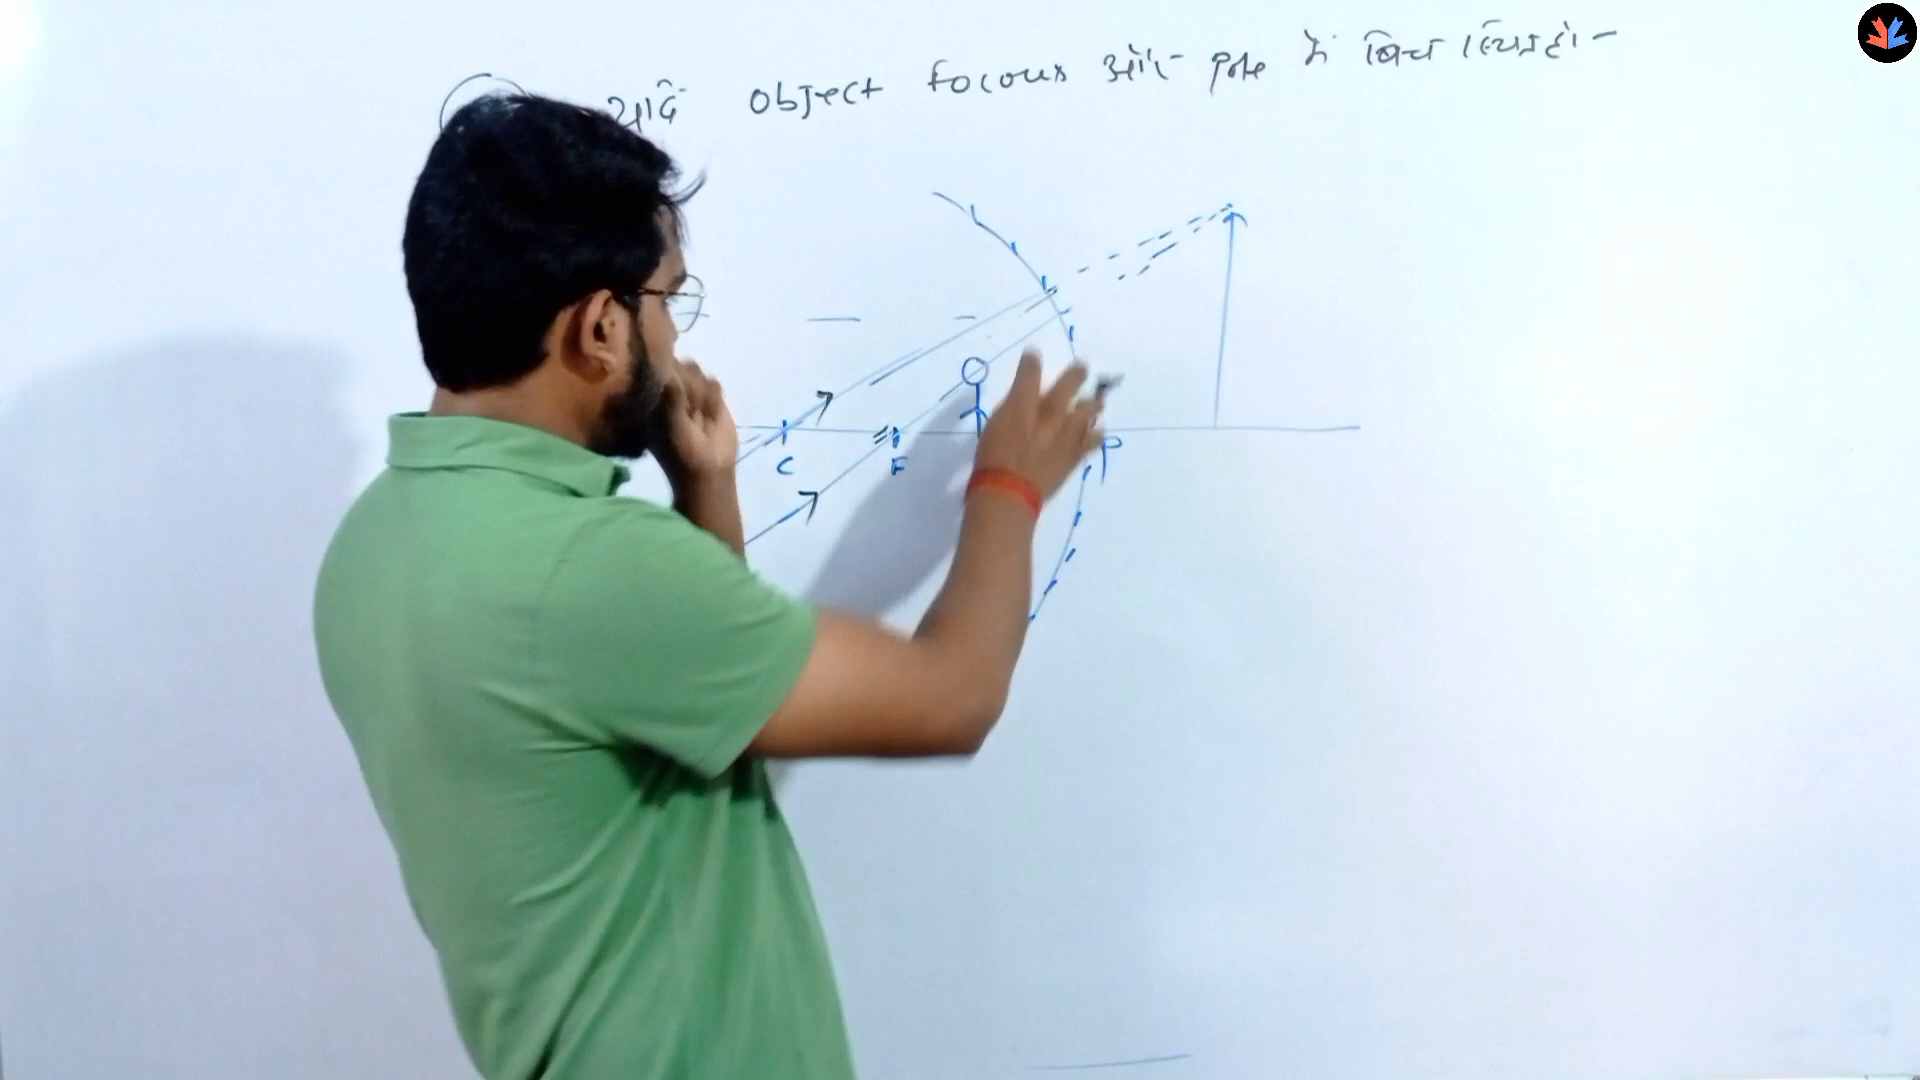 यदि object focous और pole के बिच स्थित हो -
C F P